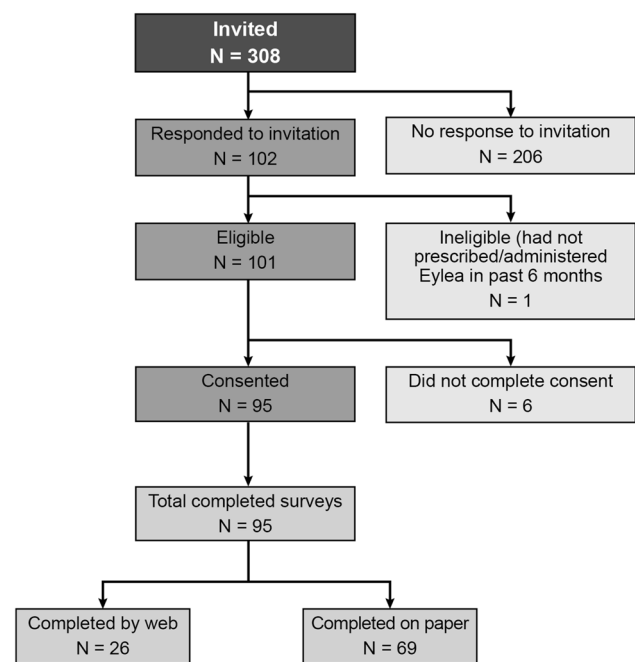 Invited
N = 308
Responded to invitation
N = 102
No response to invitation
N = 206
Eligible
N = 101
Ineligible (had not
prescribed/administered
Eylea in past 6 months
N = 1
Consented
N = 95
Did not complete consent
N = 6
Total completed surveys
N = 95
Completed by web
N = 26
Completed on paper
N = 69